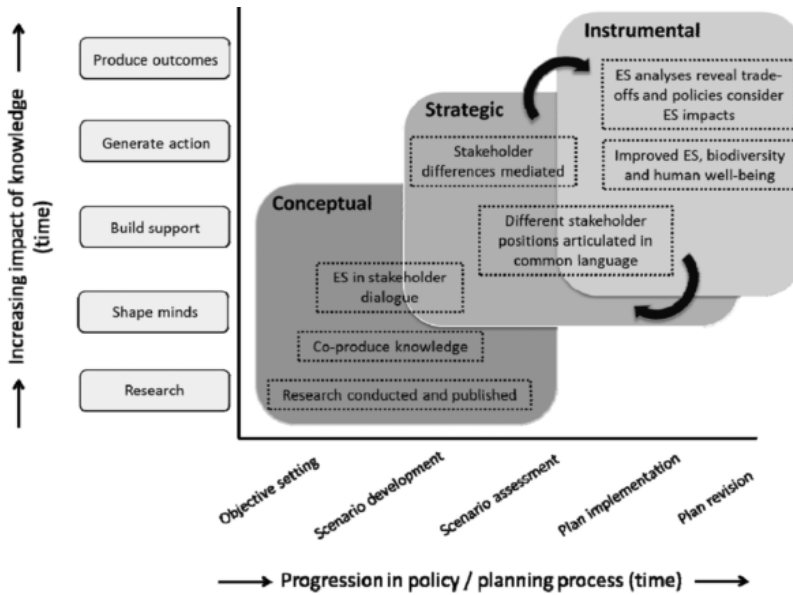 Instrumental
Produce outcomes
ES analyses reveal trade-
offs and policies consider
ES impacts
Strategic
Generate action
Stakeholder
differences mediated
Improved ES, biodiversity
and human well-being
Conceptual
Build support
Different stakeholder
positions articulated in
common language
ES in stakeholder
dialogue
Shape minds
Co-produce knowledge
Research
Research conducted and published
Increasing impact of knowledge
(time)
Objective setting
Scenario development
Scenario assessment
Plan implementation
Plan revision
Progression in policy / planning process (time)